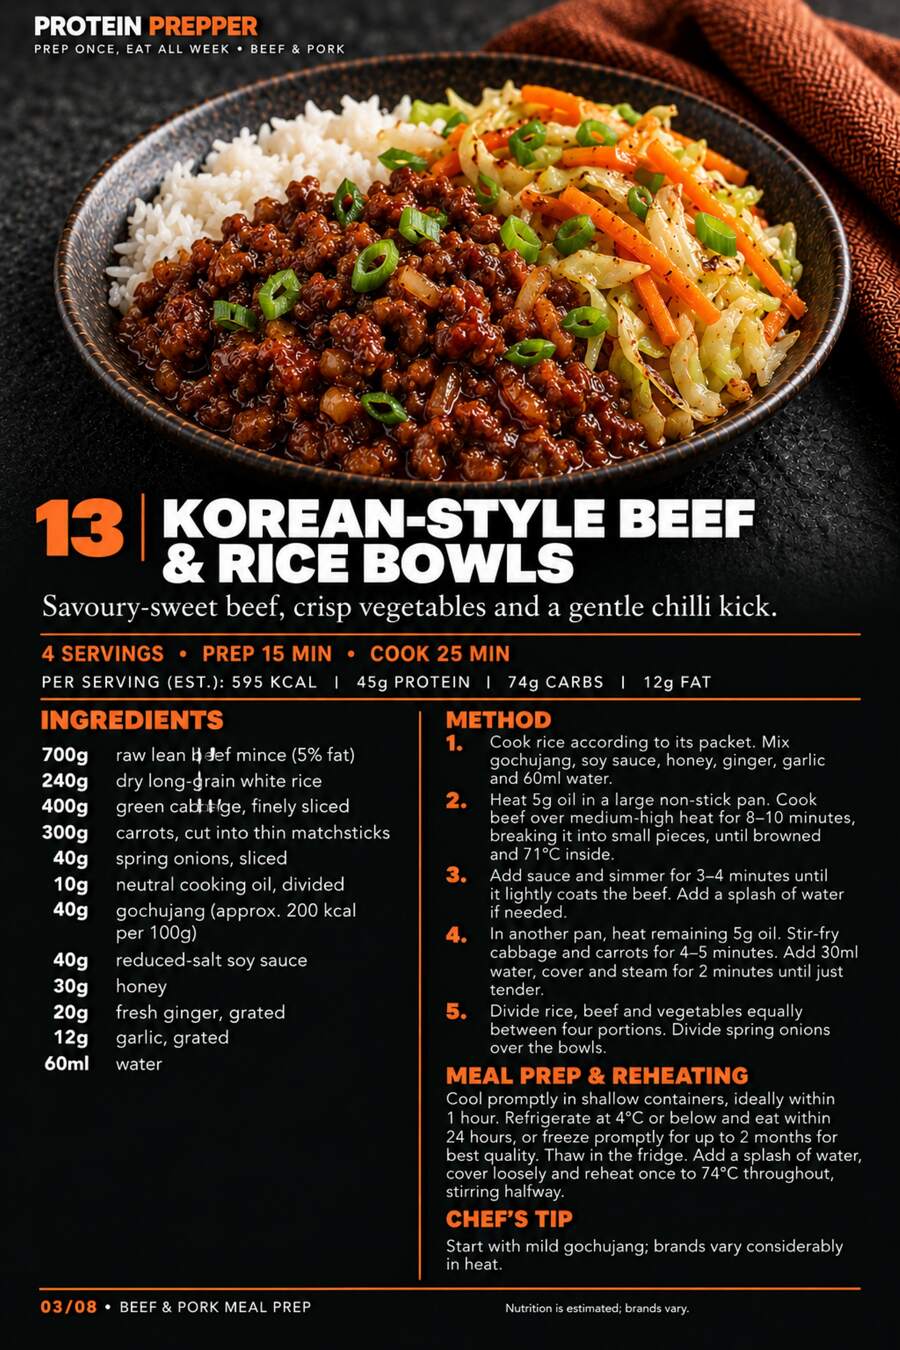 PROTEIN PREPPER
PREP ONCE, EAT ALL WEEK • BEEF & PORK
13
KOREAN-STYLE BEEF
& RICE BOWLS
Savoury-sweet beef, crisp vegetables and a gentle chilli kick.
4 SERVINGS • PREP 15 MIN • COOK 25 MIN
PER SERVING (EST.): 595 KCAL | 45g PROTEIN | 74g CARBS | 12g FAT
INGREDIENTS
700g raw lean beef mince (5% fat)
240g dry long-grain white rice
400g green cabbage, finely sliced
300g carrots, cut into thin matchsticks
40g spring onions, sliced
10g neutral cooking oil, divided
40g gochujang (approx. 200 kcal
per 100g)
40g reduced-salt soy sauce
30g honey
20g fresh ginger, grated
12g garlic, grated
60ml water
METHOD
1. Cook rice according to its packet. Mix
gochujang, soy sauce, honey, ginger, garlic
and 60ml water.
2. Heat 5g oil in a large non-stick pan. Cook
beef over medium-high heat for 8–10 minutes,
breaking it into small pieces, until browned
and 71°C inside.
3. Add sauce and simmer for 3–4 minutes until
it lightly coats the beef. Add a splash of water
if needed.
4. In another pan, heat remaining 5g oil. Stir-fry
cabbage and carrots for 4–5 minutes. Add 30ml
water, cover and steam for 2 minutes until just
tender.
5. Divide rice, beef and vegetables equally
between four portions. Divide spring onions
over the bowls.
MEAL PREP & REHEATING
Cool promptly in shallow containers, ideally within
1 hour. Refrigerate at 4°C or below and eat within
24 hours, or freeze promptly for up to 2 months for
best quality. Thaw in the fridge. Add a splash of water,
cover loosely and reheat once to 74°C throughout,
stirring halfway.
CHEF'S TIP
Start with mild gochujang; brands vary considerably
in heat.
03/08 • BEEF & PORK MEAL PREP
Nutrition is estimated; brands vary.